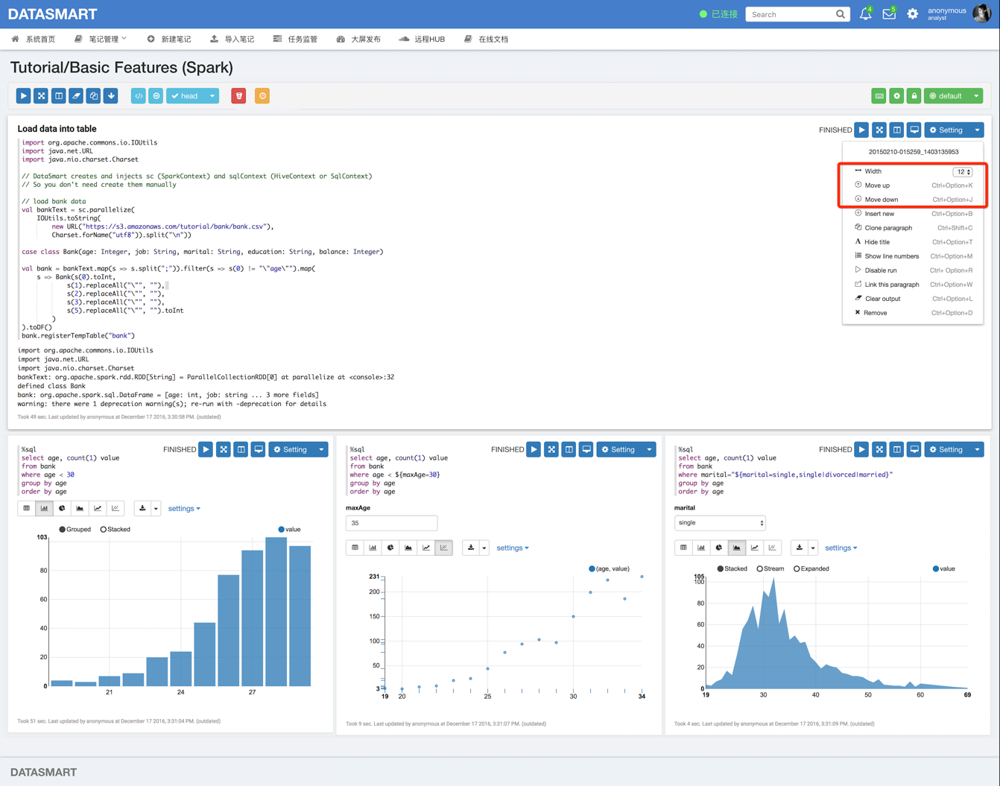 DATASMART
已连接
Search
4
5
anonymous
analyst
系统首页
笔记管理
新建笔记
导入笔记
任务监管
大屏发布
远程HUB
在线文档
Tutorial/Basic Features (Spark)
head
default
Load data into table
FINISHED
Setting
import org.apache.commons.io.IOUtils
import java.net.URL
import java.nio.charset.Charset
// DataSmart creates and injects sc (SparkContext) and sqlContext (HiveContext or SqlContext)
// So you don't need create them manually
// load bank data
val bankText = sc.parallelize(
IOUtils.toString(
new URL("https://s3.amazonaws.com/tutorial/bank/bank.csv"),
Charset.forName("utf8")).split("\n"))
case class Bank(age: Integer, job: String, marital: String, education: String, balance: Integer)
val bank = bankText.map(s => s.split(";")).filter(s => s(0) != "\"age\"").map(
s => Bank(s(0).toInt,
s(1).replaceAll("\"", ""),
s(2).replaceAll("\"", ""),
s(3).replaceAll("\"", ""),
s(5).replaceAll("\"", "").toInt
)
).toDF()
bank.registerTempTable("bank")
import org.apache.commons.io.IOUtils
import java.net.URL
import java.nio.charset.Charset
bankText: org.apache.spark.rdd.RDD[String] = ParallelCollectionRDD[0] at parallelize at <console>:32
defined class Bank
bank: org.apache.spark.sql.DataFrame = [age: int, job: string ... 3 more fields]
warning: there were 1 deprecation warning(s); re-run with -deprecation for details
Took 49 sec. Last updated by anonymous at December 17 2016, 3:30:58 PM. (outdated)
20150210-015259_1403135953
Width 12
Move up Ctrl+Option+K
Move down Ctrl+Option+J
Insert new Ctrl+Option+B
Clone paragraph Ctrl+Shift+C
Hide title Ctrl+Option+T
Show line numbers Ctrl+Option+M
Disable run Ctrl+ Option+R
Link this paragraph Ctrl+Option+W
Clear output Ctrl+Option+L
Remove Ctrl+Option+D
%sql
select age, count(1) value
from bank
where age < 30
group by age
order by age
FINISHED
Setting
settings
Grouped
Stacked
value
103
80
60
40
20
0
21
24
27
Took 51 sec. Last updated by anonymous at December 17 2016, 3:31:04 PM. (outdated)
%sql
select age, count(1) value
from bank
where age < ${maxAge=30}
group by age
order by age
FINISHED
Setting
maxAge
35
settings
(age, value)
231
200
150
100
50
3
19
20
25
30
34
Took 9 sec. Last updated by anonymous at December 17 2016, 3:31:07 PM. (outdated)
%sql
select age, count(1) value
from bank
where marital="${marital=single,single|divorced|married}"
group by age
order by age
FINISHED
Setting
marital
single
settings
Stacked
Stream
Expanded
value
105
100
80
60
40
20
0
19
30
40
50
60
69
Took 4 sec. Last updated by anonymous at December 17 2016, 3:31:09 PM. (outdated)
DATASMART